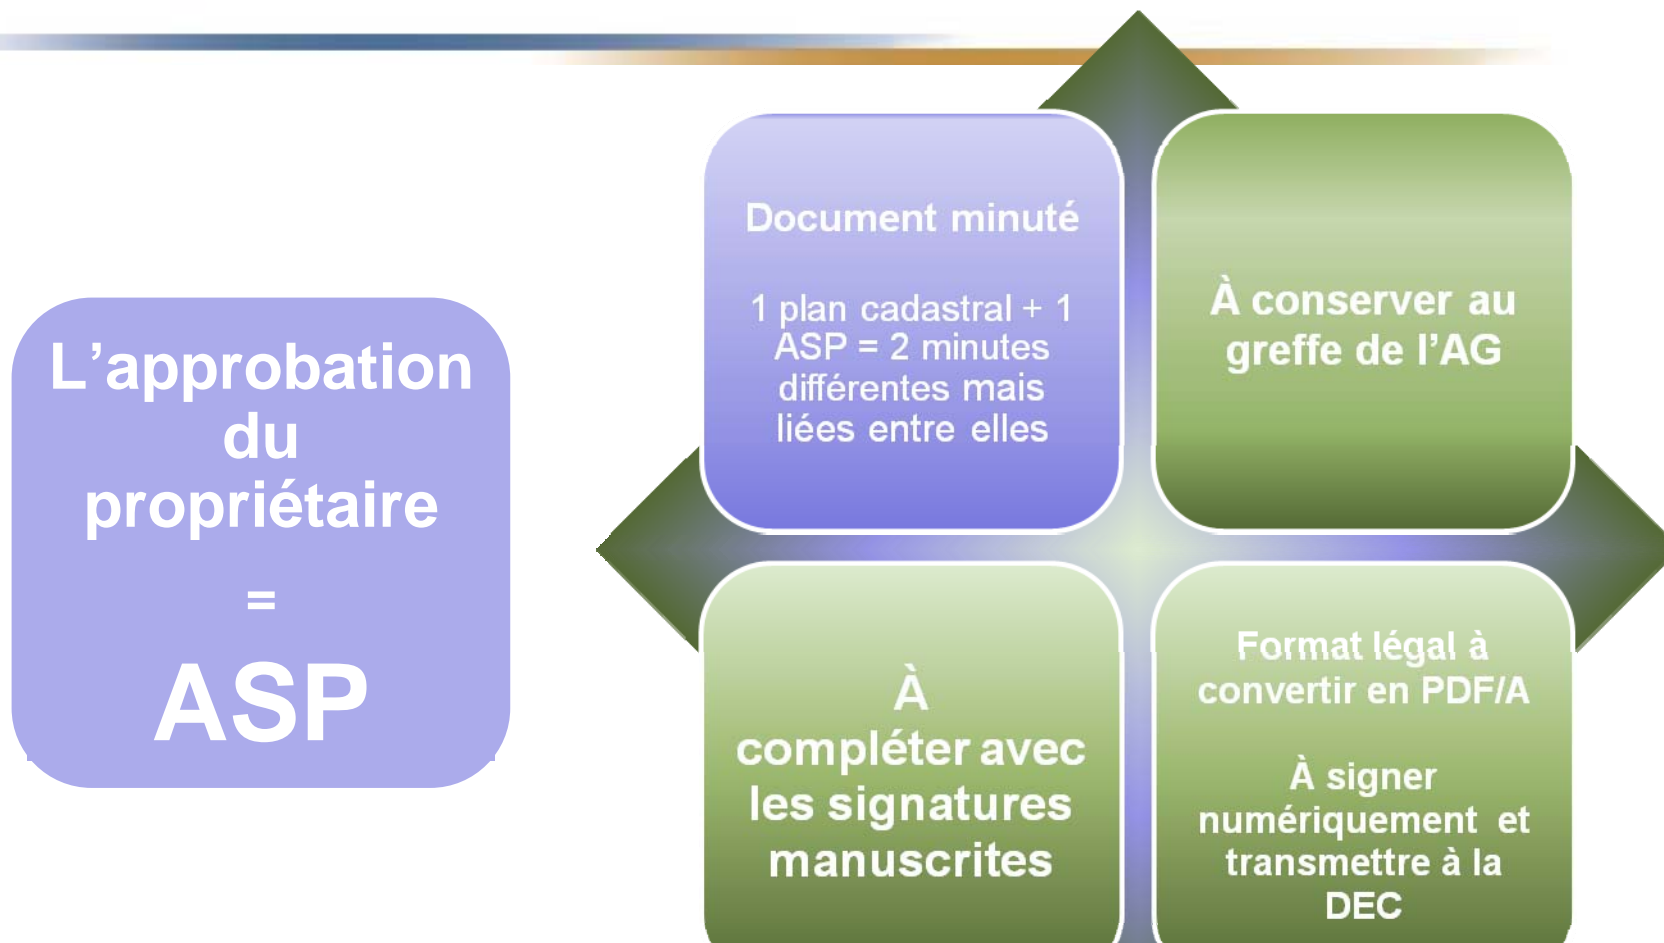 L’approbation
du
propriétaire
=
ASP
Document minuté
1 plan cadastral + 1
ASP = 2 minutes
différentes mais
liées entre elles
À conserver au
greffe de l’AG
À
compléter avec
les signatures
manuscrites
Format légal à
convertir en PDF/A
À signer
numériquement et
transmettre à la
DEC